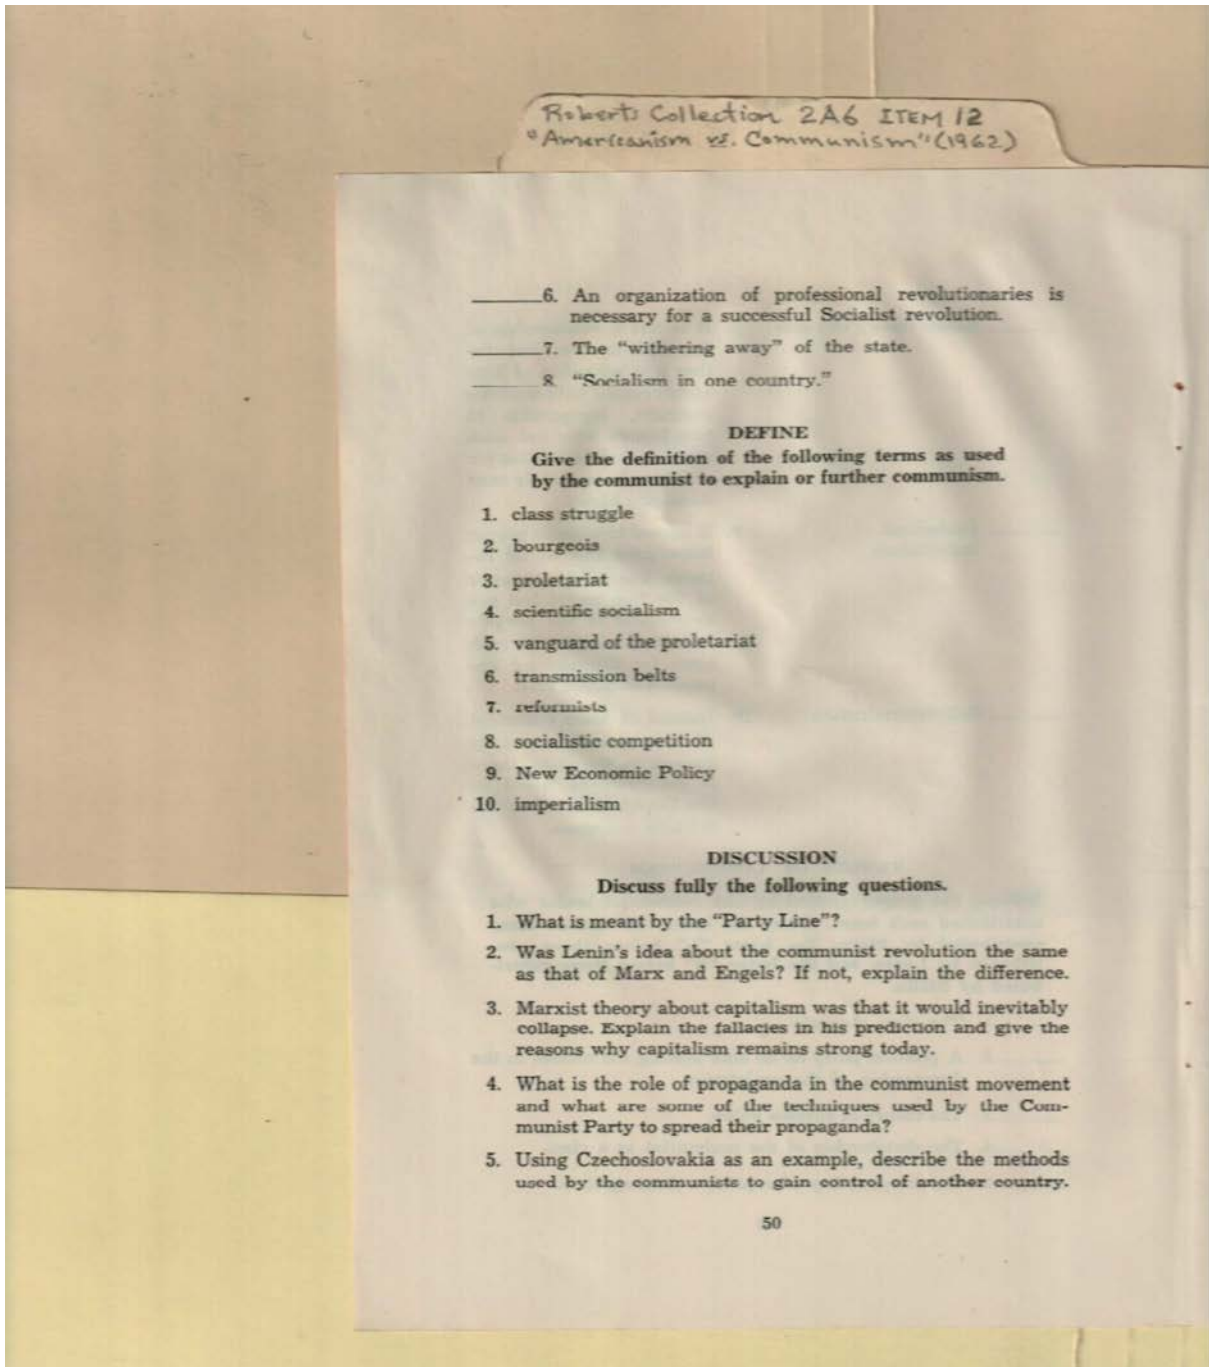 Roberts Collection 2A6 ITEM 12
"Americanism vs. Communism" (1962)
______6. An organization of professional revolutionaries is
necessary for a successful Socialist revolution.
______7. The "withering away" of the state.
______8. "Socialism in one country."
DEFINE
Give the definition of the following terms as used
by the communist to explain or further communism.
1. class struggle
2. bourgeois
3. proletariat
4. scientific socialism
5. vanguard of the proletariat
6. transmission belts
7. reformists
8. socialistic competition
9. New Economic Policy
10. imperialism
DISCUSSION
Discuss fully the following questions.
1. What is meant by the "Party Line"?
2. Was Lenin's idea about the communist revolution the same
as that of Marx and Engels? If not, explain the difference.
3. Marxist theory about capitalism was that it would inevitably
collapse. Explain the fallacies in his prediction and give the
reasons why capitalism remains strong today.
4. What is the role of propaganda in the communist movement
and what are some of the techniques used by the Com-
munist Party to spread their propaganda?
5. Using Czechoslovakia as an example, describe the methods
used by the communists to gain control of another country.
50